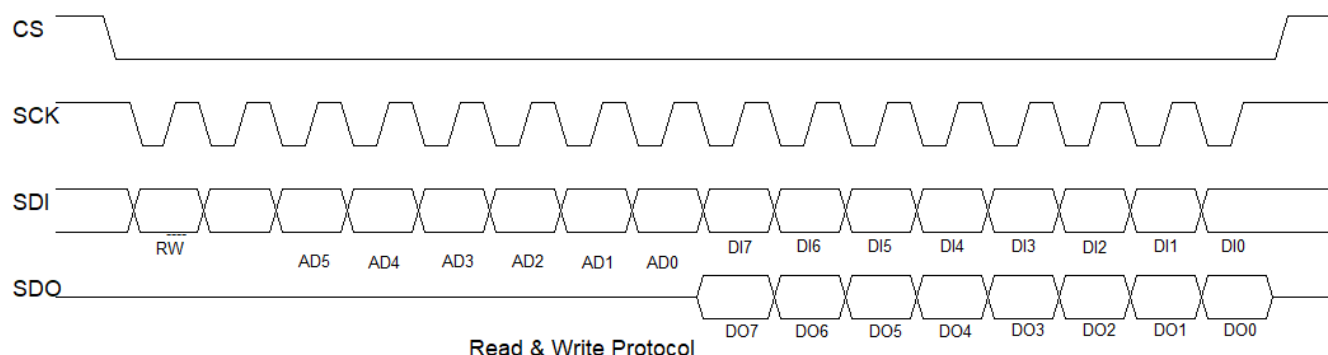 CS
SCK
SDI
RW DI7 DI6 DI5 DI4 DI3 DI2 DI1 DI0
AD5 AD4 AD3 AD2 AD1 AD0
SDO
DO7 DO6 DO5 DO4 DO3 DO2 DO1 DO0
Read & Write Protocol